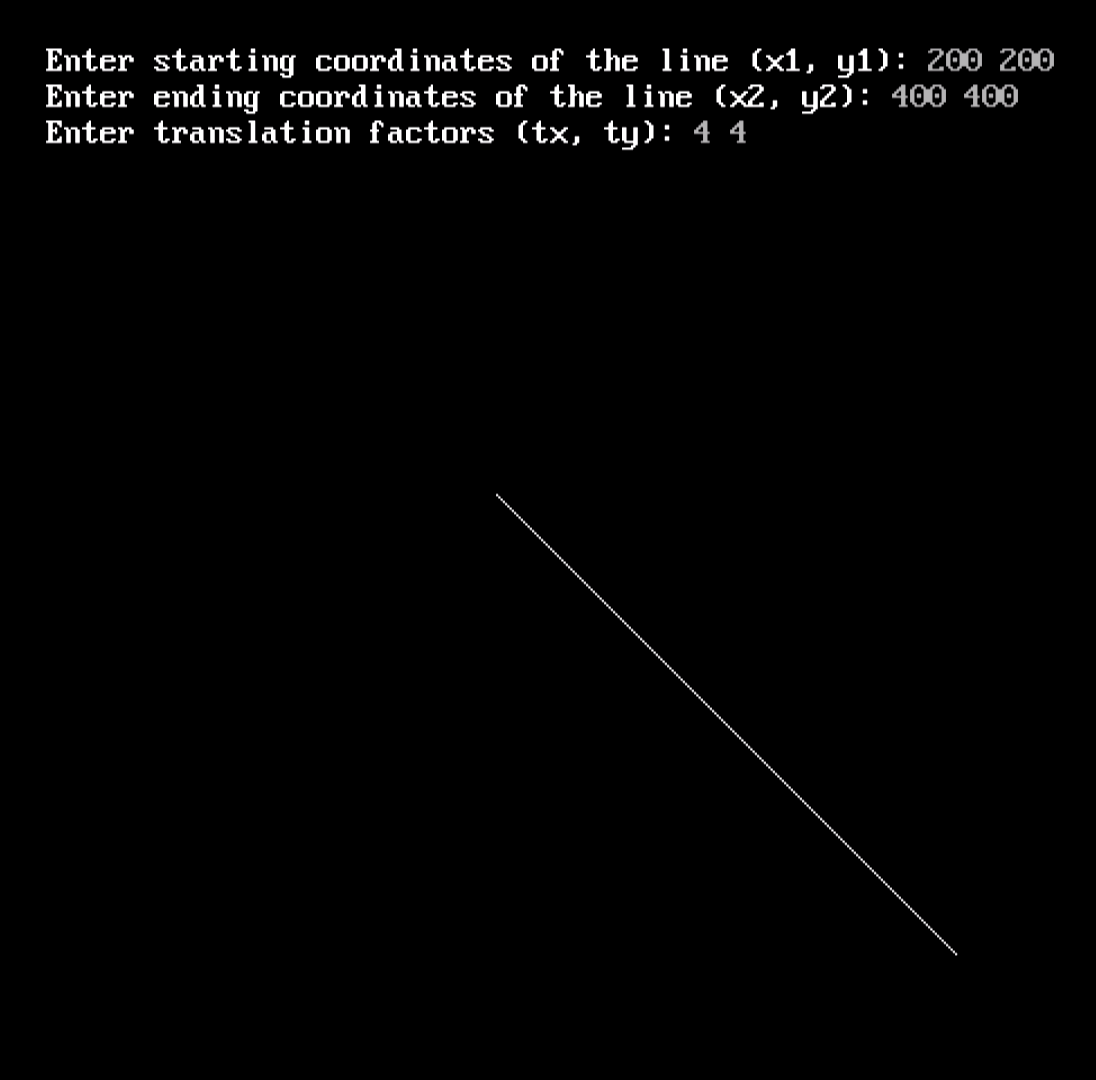 Enter starting coordinates of the line (x1, y1): 200 200
Enter ending coordinates of the line (x2, y2): 400 400
Enter translation factors (tx, ty): 4 4